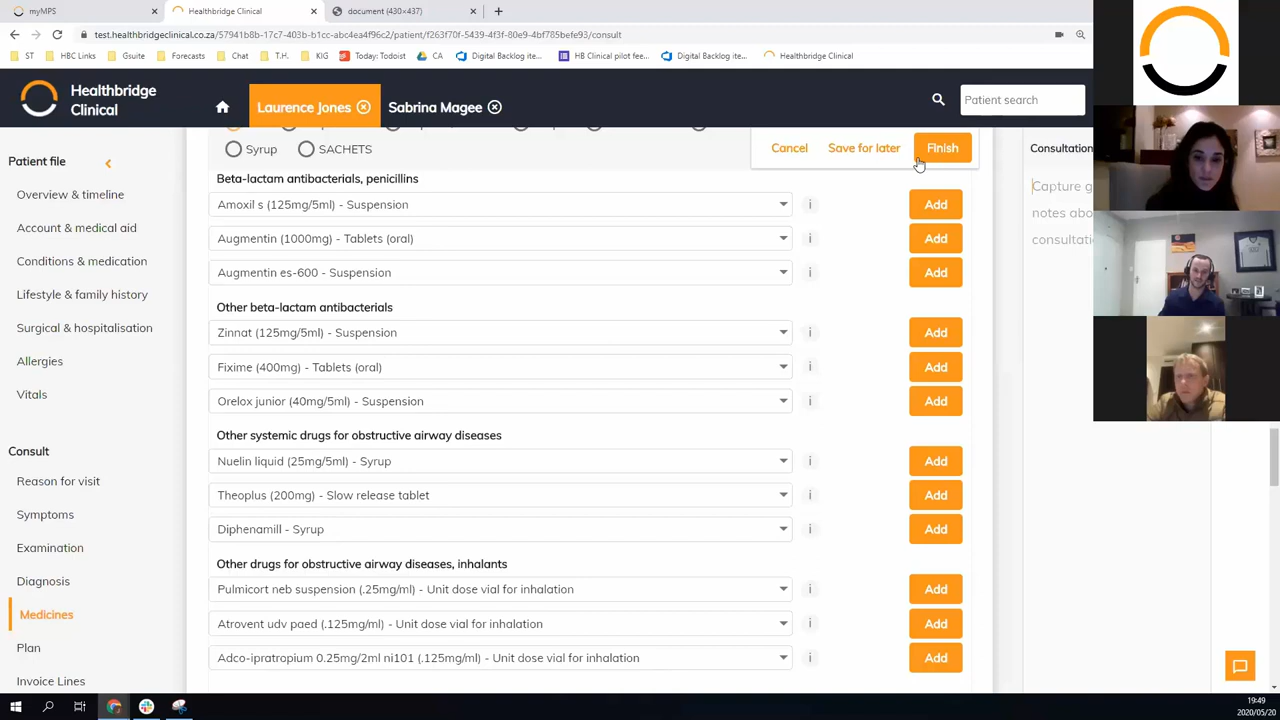 myMPS
Healthbridge Clinical
document (430×437)
test.healthbridgeclinical.co.za/57941b8b-17c7-403b-b1cc-abc4ea4f96c2/patient/f263f70f-5439-4f3f-80e9-4bf785befe93/consult
ST HBC Links Gsuite Forecasts Chat T.H. KIG Today: Todoist CA Digital Backlog ite... HB Clinical pilot fee... Digital Backlog ite... Healthbridge Clinical
Healthbridge
Clinical
Laurence Jones
Sabrina Magee
Patient search
Patient file
Overview & timeline
Account & medical aid
Conditions & medication
Lifestyle & family history
Surgical & hospitalisation
Allergies
Vitals
Consult
Reason for visit
Symptoms
Examination
Diagnosis
Medicines
Plan
Invoice Lines
Syrup SACHETS
Cancel Save for later Finish
Beta-lactam antibacterials, penicillins
Amoxil s (125mg/5ml) - Suspension i Add
Augmentin (1000mg) - Tablets (oral) i Add
Augmentin es-600 - Suspension i Add
Other beta-lactam antibacterials
Zinnat (125mg/5ml) - Suspension i Add
Fixime (400mg) - Tablets (oral) i Add
Orelox junior (40mg/5ml) - Suspension i Add
Other systemic drugs for obstructive airway diseases
Nuelin liquid (25mg/5ml) - Syrup i Add
Theoplus (200mg) - Slow release tablet i Add
Diphenamill - Syrup i Add
Other drugs for obstructive airway diseases, inhalants
Pulmicort neb suspension (.25mg/ml) - Unit dose vial for inhalation i Add
Atrovent udv paed (.125mg/ml) - Unit dose vial for inhalation i Add
Adco-ipratropium 0.25mg/2ml ni101 (.125mg/ml) - Unit dose vial for inhalation i Add
Consultation
Capture g
notes abo
consultati
19:49
2020/05/20